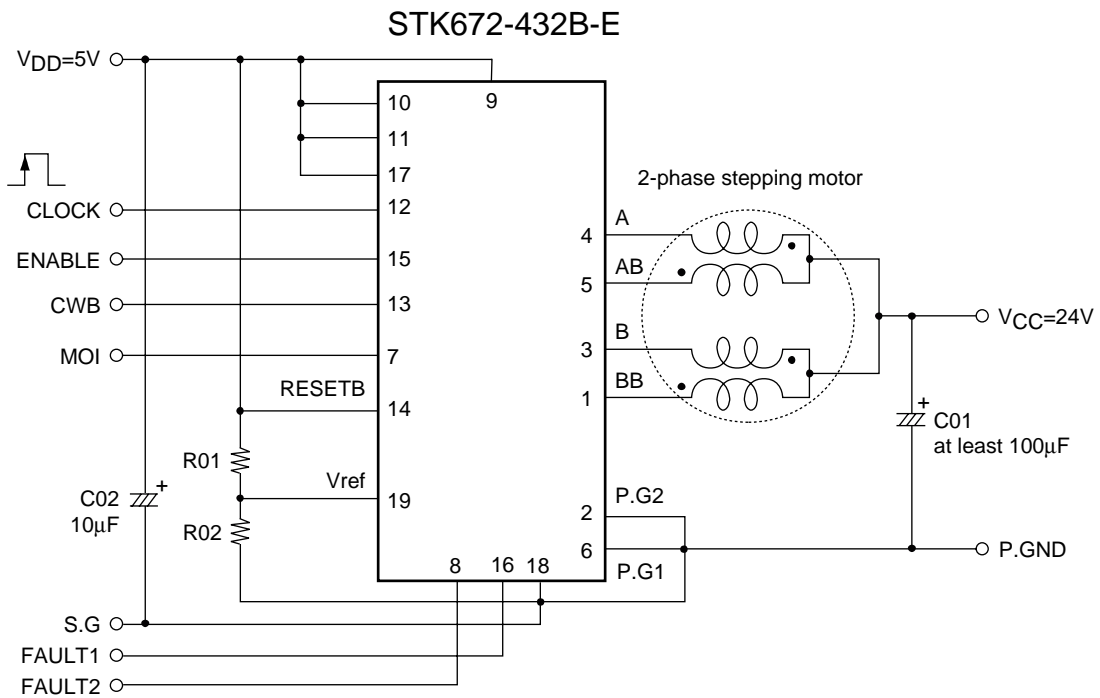 STK672-432B-E
VDD=5V
9
10
11
17
CLOCK
12
ENABLE
15
CWB
13
MOI
7
RESETB
14
R01
Vref
19
R02
C02
+
10μF
2-phase stepping motor
A
4
AB
5
B
3
BB
1
VCC=24V
+
C01
at least 100μF
P.G2
2
6
P.G1
P.GND
8
16
18
S.G
FAULT1
FAULT2